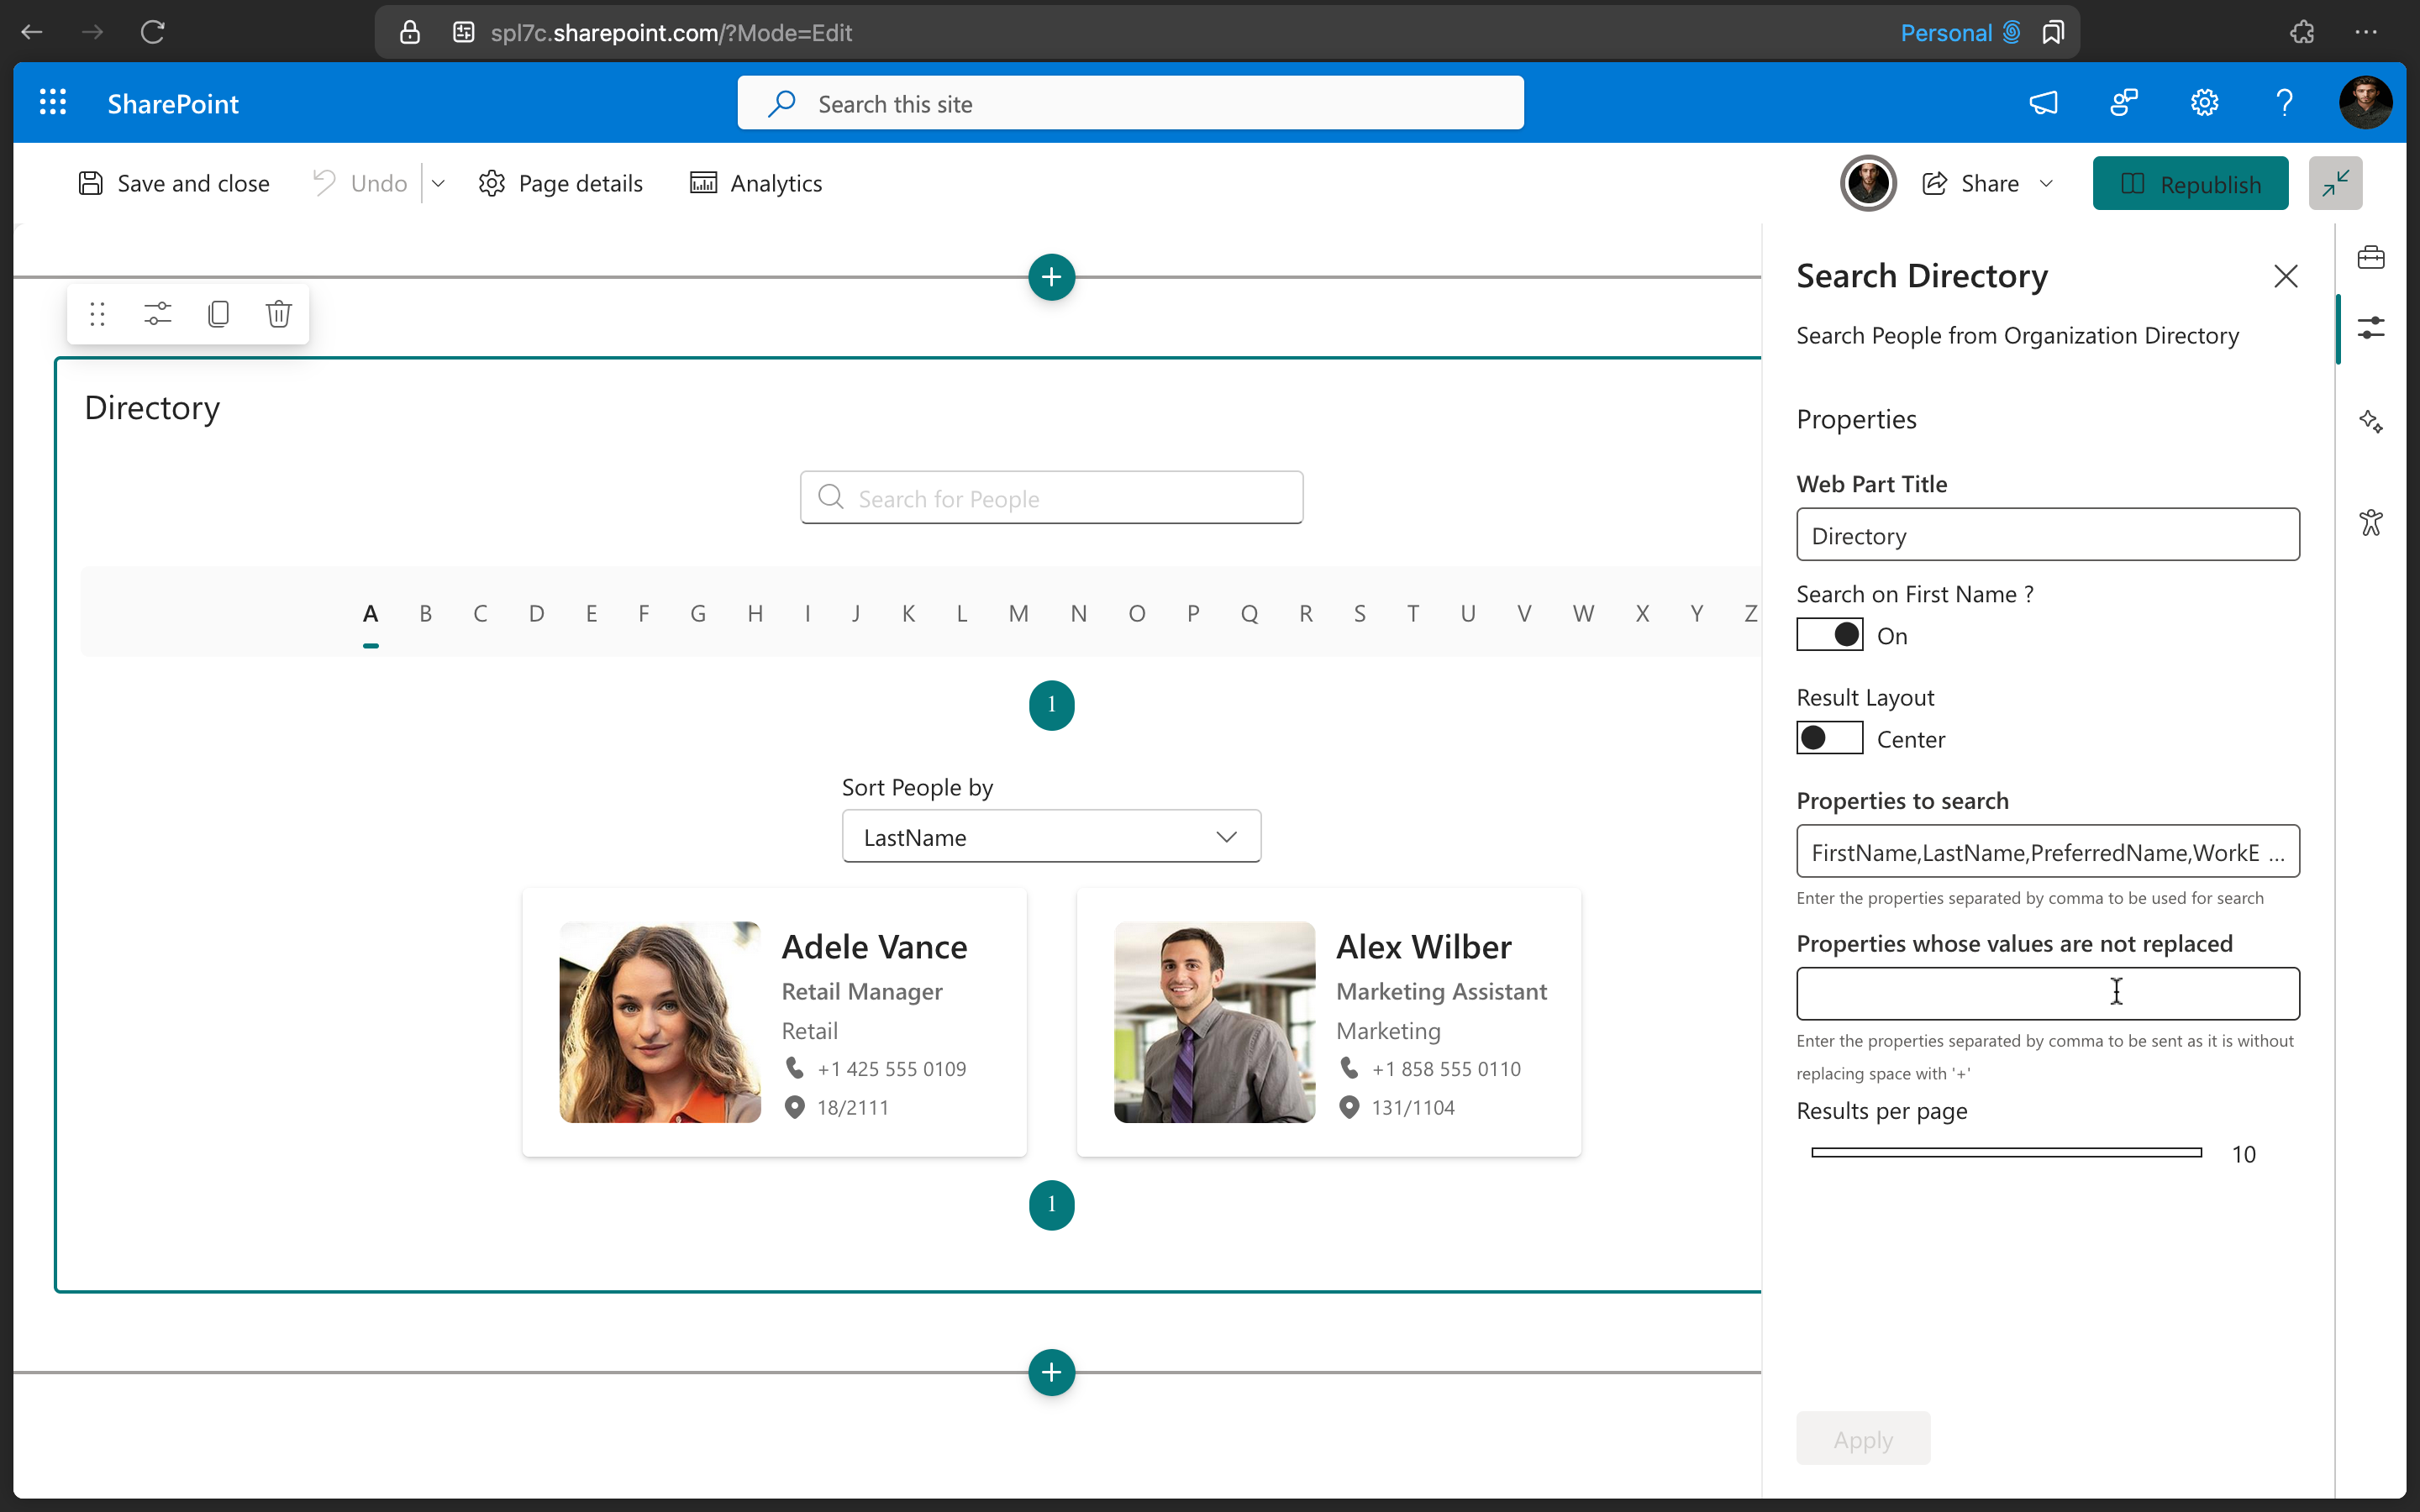 spl7c.sharepoint.com/?Mode=Edit
Personal
SharePoint
Search this site
?
Save and close
Undo
Page details
Analytics
Share
Republish
Directory
Search for People
A B C D E F G H I J K L M N O P Q R S T U V W X Y Z
1
Sort People by
LastName
Adele Vance
Retail Manager
Retail
+1 425 555 0109
18/2111
Alex Wilber
Marketing Assistant
Marketing
+1 858 555 0110
131/1104
1
Search Directory
Search People from Organization Directory
Properties
Web Part Title
Directory
Search on First Name ?
On
Result Layout
Center
Properties to search
FirstName,LastName,PreferredName,WorkE ...
Enter the properties separated by comma to be used for search
Properties whose values are not replaced
Enter the properties separated by comma to be sent as it is without
replacing space with '+'
Results per page
10
Apply